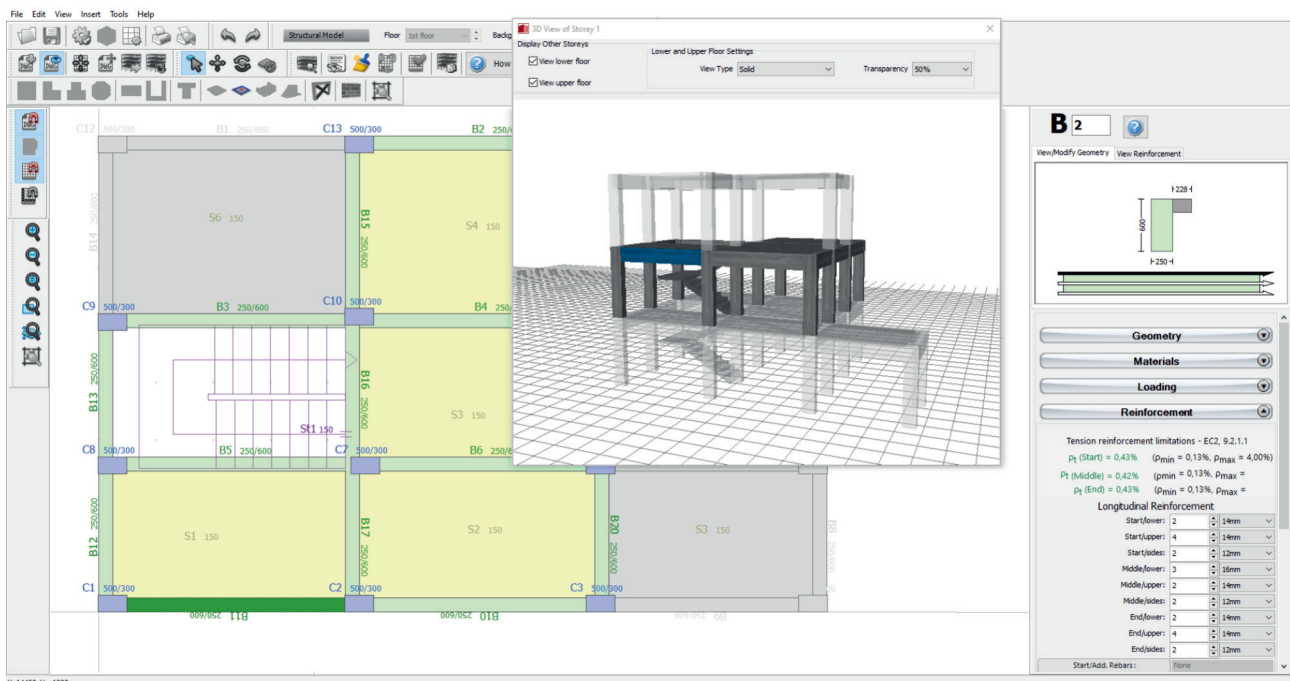 File Edit View Insert Tools Help
Structural Model Floor 1st floor
How
3D View of Storey 1
Display Other Storeys
View lower floor
View upper floor
Lower and Upper Floor Settings
View Type Solid Transparency 50%
C12 500/300 B1 250/600 C13 500/300 B2
B14 250/600 S6 150 B15 250/600 S4 150
C9 500/300 B3 250/600 C10 500/300 B4
B13 250/600 St1 150 B16 250/600 S3 150
C8 500/300 B5 250/600 C7 500/300 B6
B12 250/600 S1 150 B17 250/600 S2 150 B20 250/600 S3 150 B8 250/600
C1 500/300 C2 500/300 C3 500/300
B11 250/600 B10 250/600 B9 250/600
B 2
View/Modify Geometry View Reinforcement
228
600
250
Geometry
Materials
Loading
Reinforcement
Tension reinforcement limitations - EC2, 9.2.1.1
ρt (Start) = 0,43% (ρmin = 0,13%, ρmax = 4,00%)
ρt (Middle) = 0,42% (ρmin = 0,13%, ρmax =
ρt (End) = 0,43% (ρmin = 0,13%, ρmax =
Longitudinal Reinforcement
Start/lower: 2 14mm
Start/upper: 4 14mm
Start/sides: 2 12mm
Middle/lower: 3 16mm
Middle/upper: 2 14mm
Middle/sides: 2 12mm
End/lower: 2 14mm
End/upper: 4 14mm
End/sides: 2 12mm
Start/Add. Rebars: None